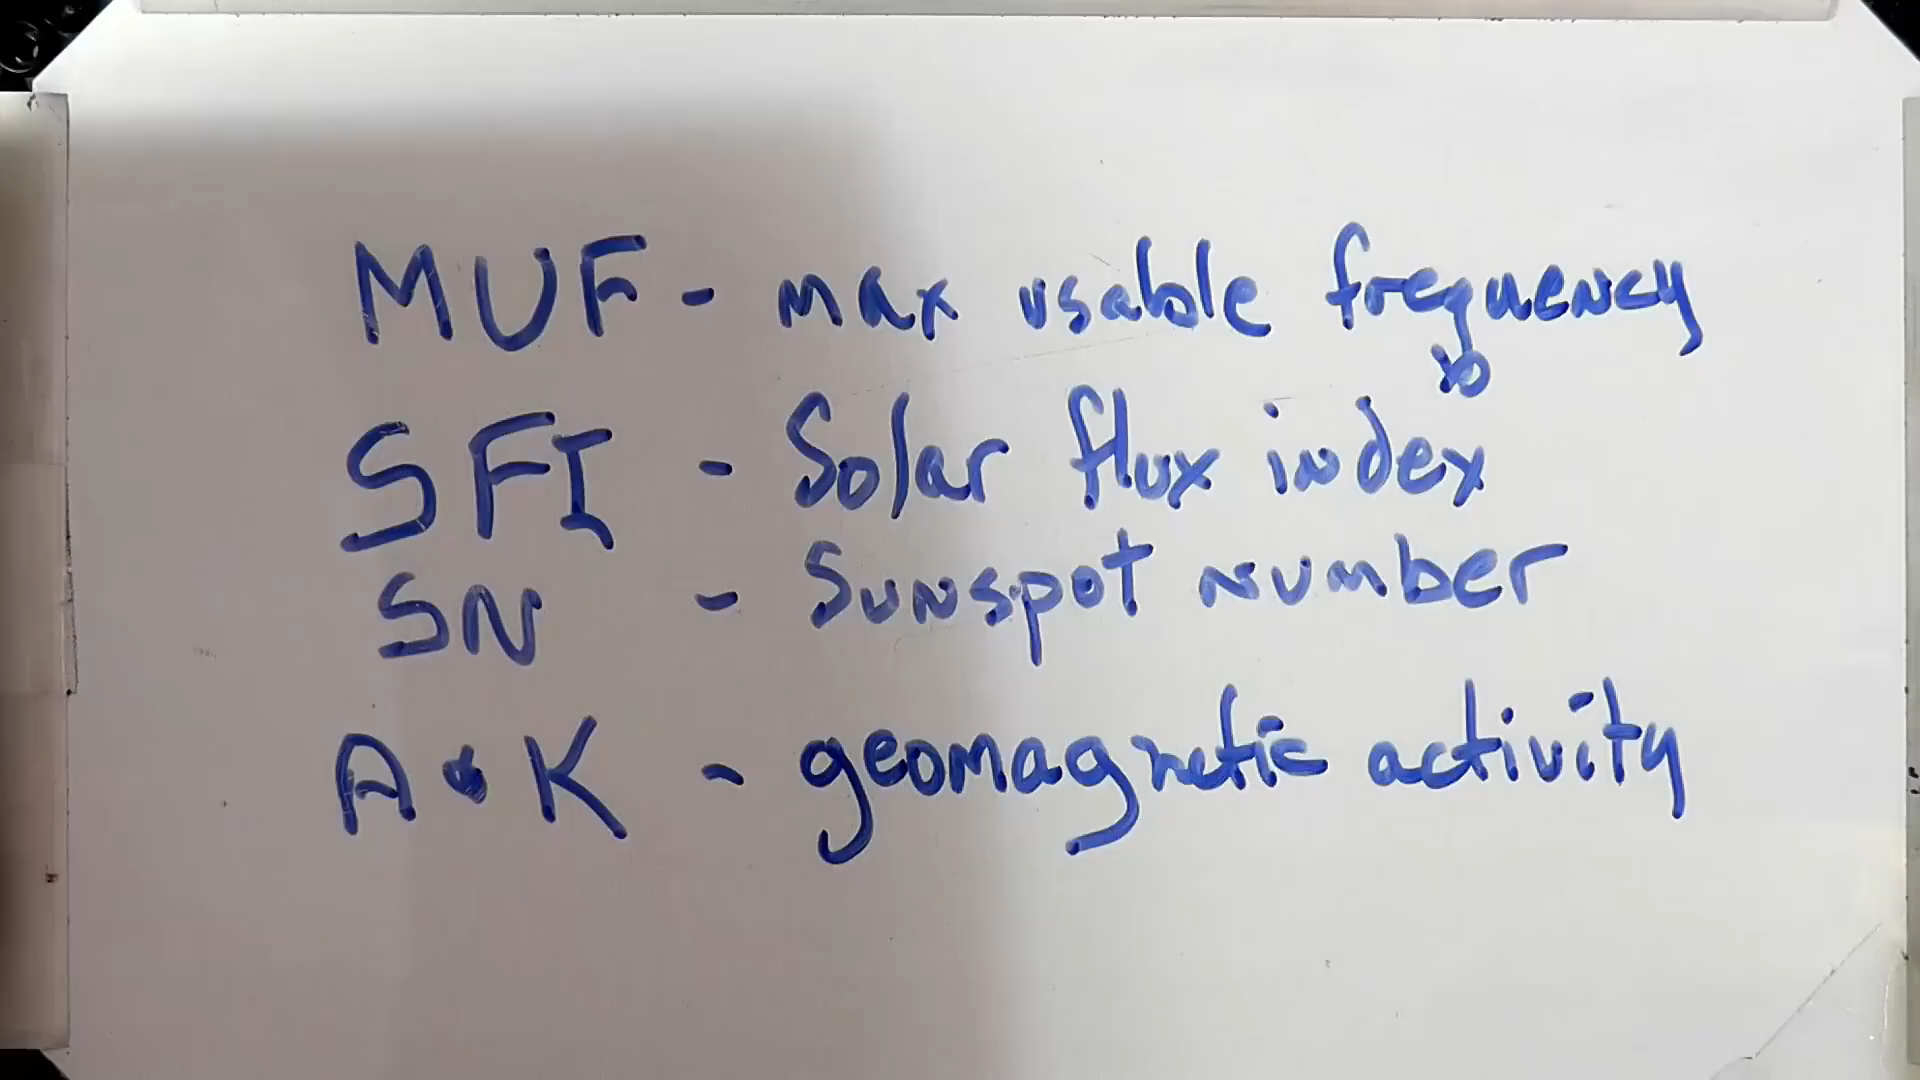 MUF - max usable frequency
SFI - Solar flux index
SN - Sunspot number
A & K - geomagnetic activity